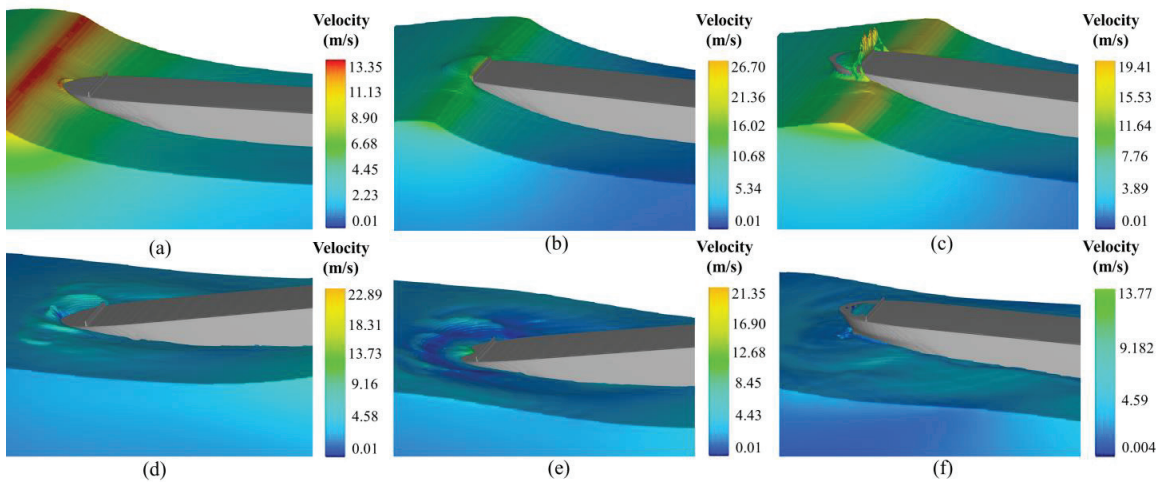 Velocity
(m/s)
13.35
11.13
8.90
6.68
4.45
2.23
0.01
(a)
Velocity
(m/s)
26.70
21.36
16.02
10.68
5.34
0.01
(b)
Velocity
(m/s)
19.41
15.53
11.64
7.76
3.89
0.01
(c)
Velocity
(m/s)
22.89
18.31
13.73
9.16
4.58
0.01
(d)
Velocity
(m/s)
21.35
16.90
12.68
8.45
4.43
0.01
(e)
Velocity
(m/s)
13.77
9.182
4.59
0.004
(f)